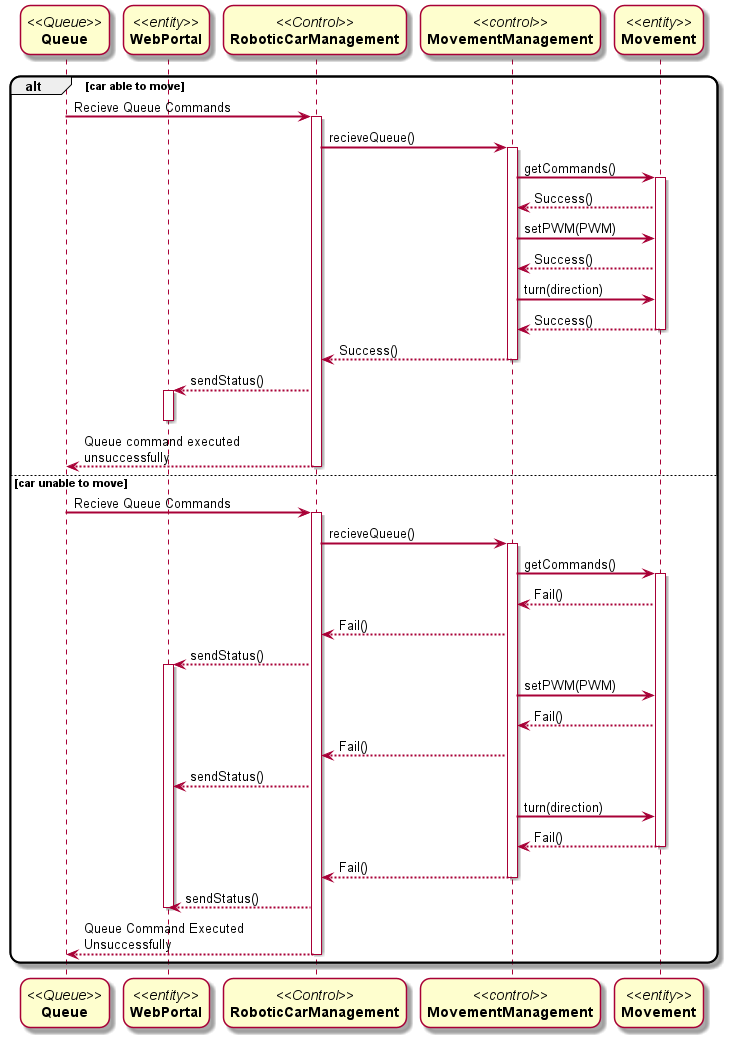 <<Queue>>
Queue
<<entity>>
WebPortal
<<Control>>
RoboticCarManagement
<<control>>
MovementManagement
<<entity>>
Movement
alt
[car able to move]
Recieve Queue Commands
recieveQueue()
getCommands()
Success()
setPWM(PWM)
Success()
turn(direction)
Success()
Success()
sendStatus()
Queue command executed
unsuccessfully
[car unable to move]
Recieve Queue Commands
recieveQueue()
getCommands()
Fail()
Fail()
sendStatus()
setPWM(PWM)
Fail()
Fail()
sendStatus()
turn(direction)
Fail()
Fail()
sendStatus()
Queue Command Executed
Unsuccessfully
<<Queue>>
Queue
<<entity>>
WebPortal
<<Control>>
RoboticCarManagement
<<control>>
MovementManagement
<<entity>>
Movement